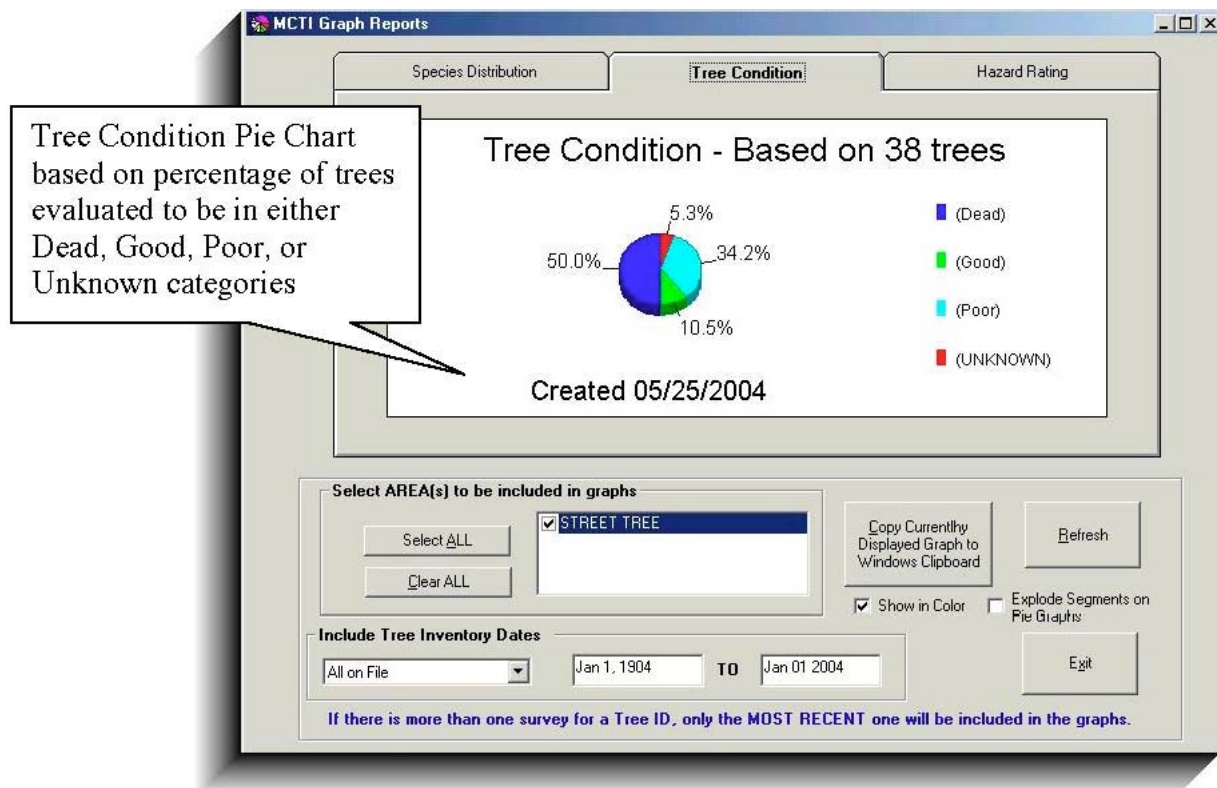 MCTI Graph Reports
Species Distribution
Tree Condition
Hazard Rating
Tree Condition Pie Chart
based on percentage of trees
evaluated to be in either
Dead, Good, Poor, or
Unknown categories
Tree Condition - Based on 38 trees
5.3%
50.0%
34.2%
10.5%
(Dead)
(Good)
(Poor)
(UNKNOWN)
Created 05/25/2004
Select AREA(s) to be included in graphs
Select ALL
Clear ALL
STREET TREE
Copy Currentlhy
Displayed Graph to
Windows Clipboard
Refresh
Show in Color
Explode Segments on
Pie Graphs
Include Tree Inventory Dates
All on File
Jan 1, 1904
TO
Jan 01 2004
Exit
If there is more than one survey for a Tree ID, only the MOST RECENT one will be included in the graphs.